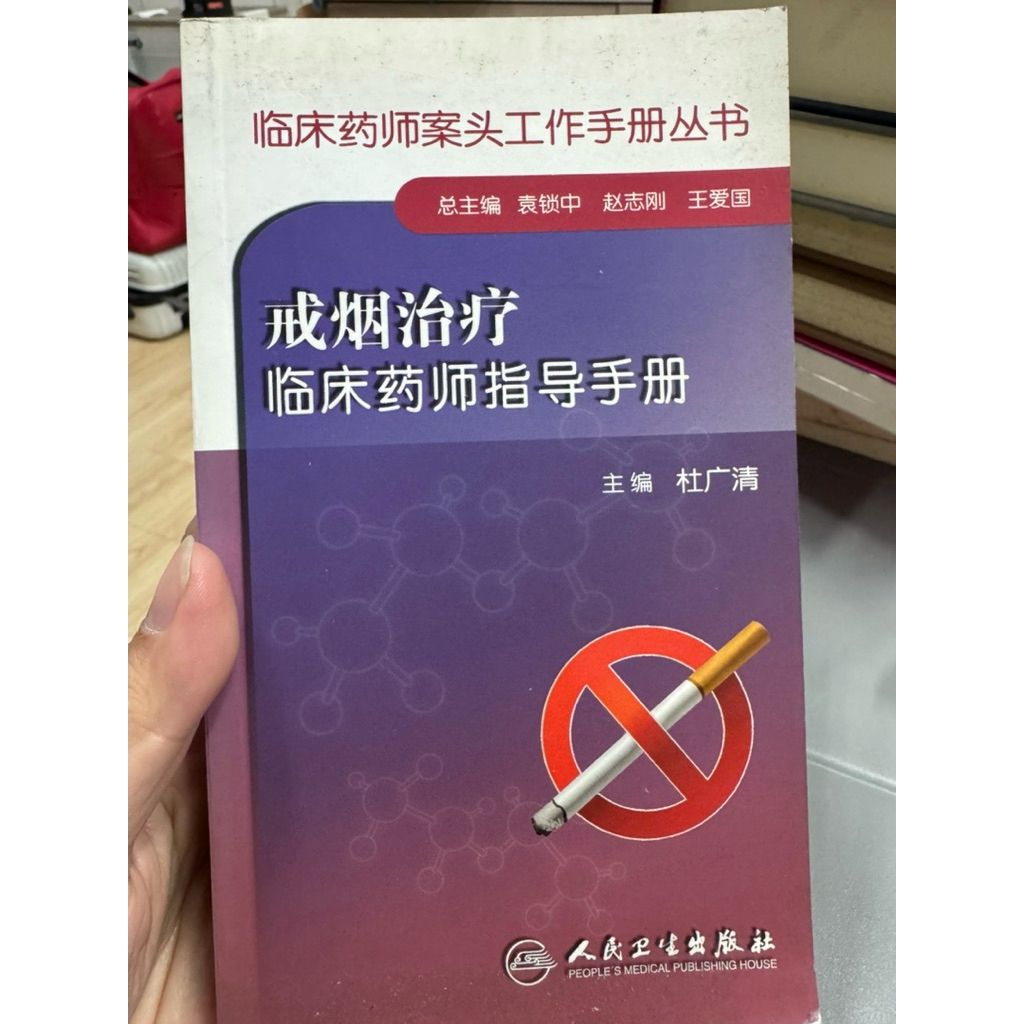 临床药师案头工作手册丛书
总主编 袁锁中 赵志刚 王爱国
戒烟治疗
临床药师指导手册
主编 杜广清
人民卫生出版社
PEOPLE'S MEDICAL PUBLISHING HOUSE